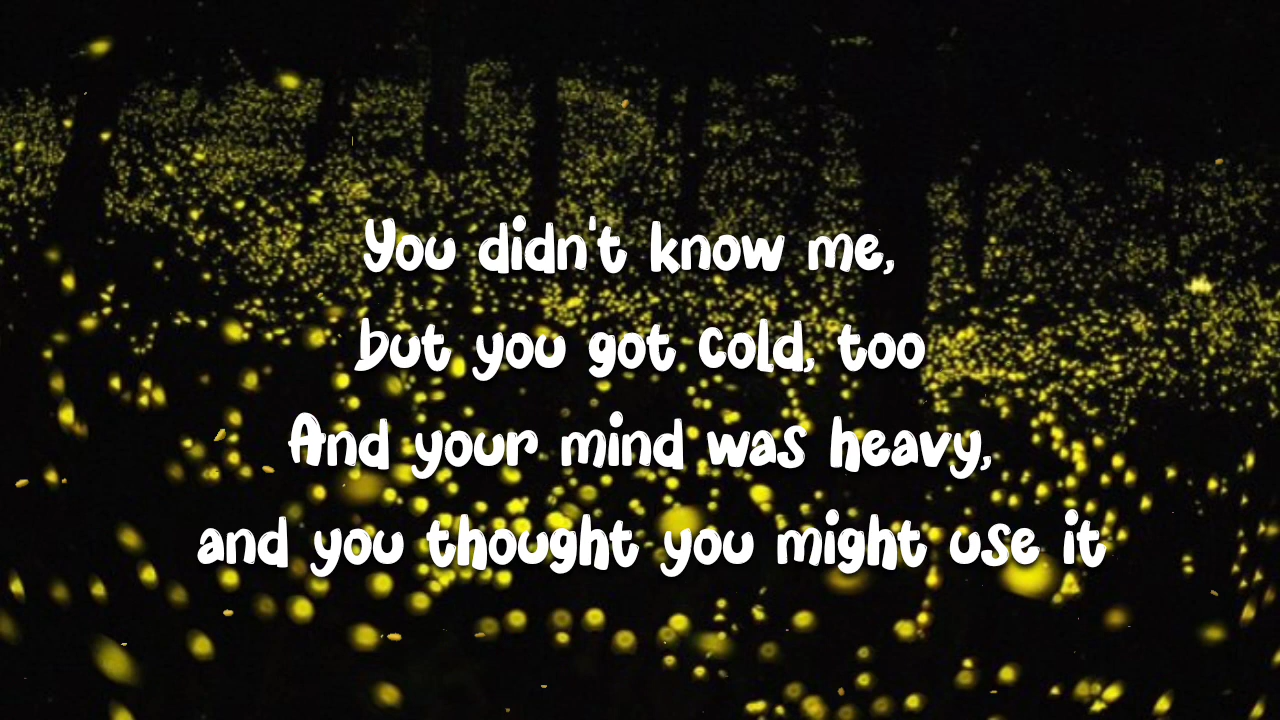 You didn't know me,
but you got cold, too
And your mind was heavy,
and you thought you might use it